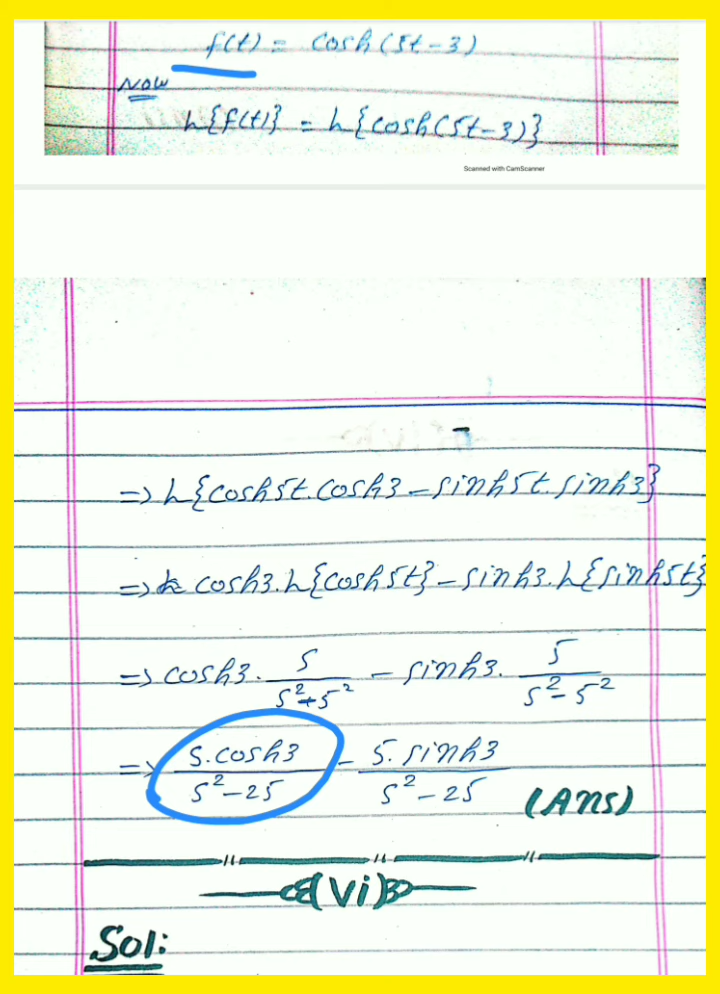 f(t) = cosh(5t-3)
Now
L{f(t)} = L{cosh(5t-3)}
Scanned with CamScanner
=> L{cosh5t.cosh3 - sinh5t.sinh3}
=> cosh3.L{cosh5t} - sinh3.L{sinh5t}
=> cosh3. s/(s²-5²) - sinh3. 5/(s²-5²)
=> s.cosh3/(s²-25) - 5.sinh3/(s²-25) (Ans)
(Vi)
Sol: